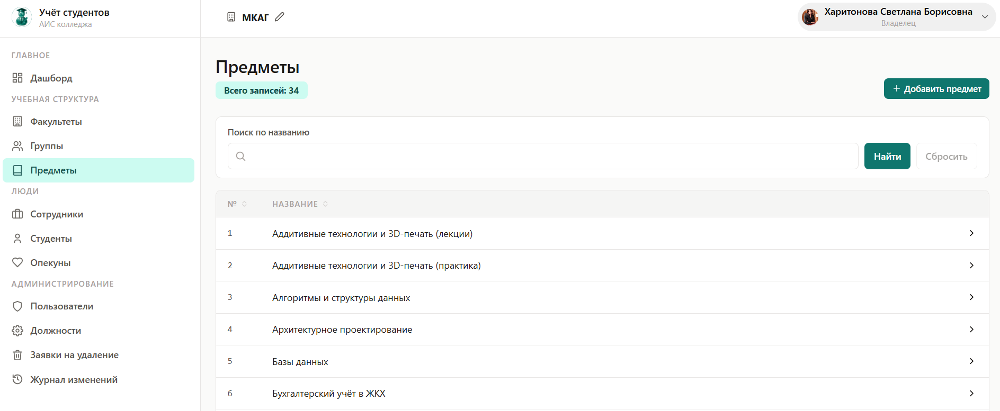 Учёт студентов
АИС колледжа
МКАГ
Харитонова Светлана Борисовна
Владелец
ГЛАВНОЕ
Дашборд
УЧЕБНАЯ СТРУКТУРА
Факультеты
Группы
Предметы
ЛЮДИ
Сотрудники
Студенты
Опекуны
АДМИНИСТРИРОВАНИЕ
Пользователи
Должности
Заявки на удаление
Журнал изменений
Предметы
Всего записей: 34
+ Добавить предмет
Поиск по названию
Найти
Сбросить
№ НАЗВАНИЕ
1 Аддитивные технологии и 3D-печать (лекции)
2 Аддитивные технологии и 3D-печать (практика)
3 Алгоритмы и структуры данных
4 Архитектурное проектирование
5 Базы данных
6 Бухгалтерский учёт в ЖКХ